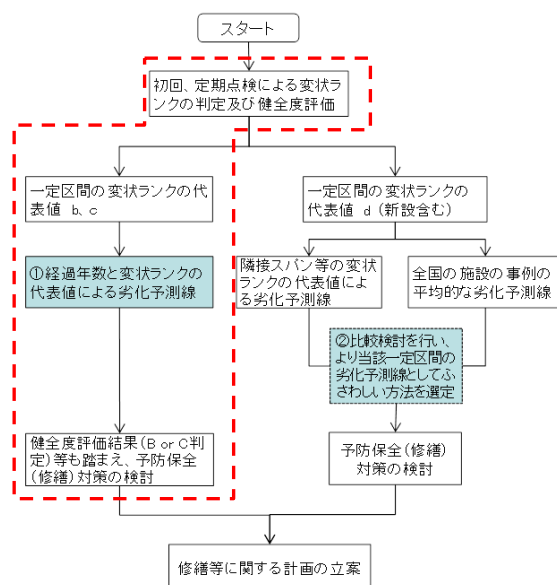 スタート
初回、定期点検による変状ラ
ンクの判定及び健全度評価
一定区間の変状ランクの代
表値 b、c
一定区間の変状ランクの
代表値 d (新設含む)
①経過年数と変状ランクの
代表値による劣化予測線
隣接スパン等の変状
ランクの代表値によ
る劣化予測線
全国の施設の事例の
平均的な劣化予測線
②比較検討を行い、
より当該一定区間の
劣化予測線としてふ
さわしい方法を選定
健全度評価結果(B or C判
定)等も踏まえ、予防保全
(修繕)対策の検討
予防保全(修繕)
対策の検討
修繕等に関する計画の立案